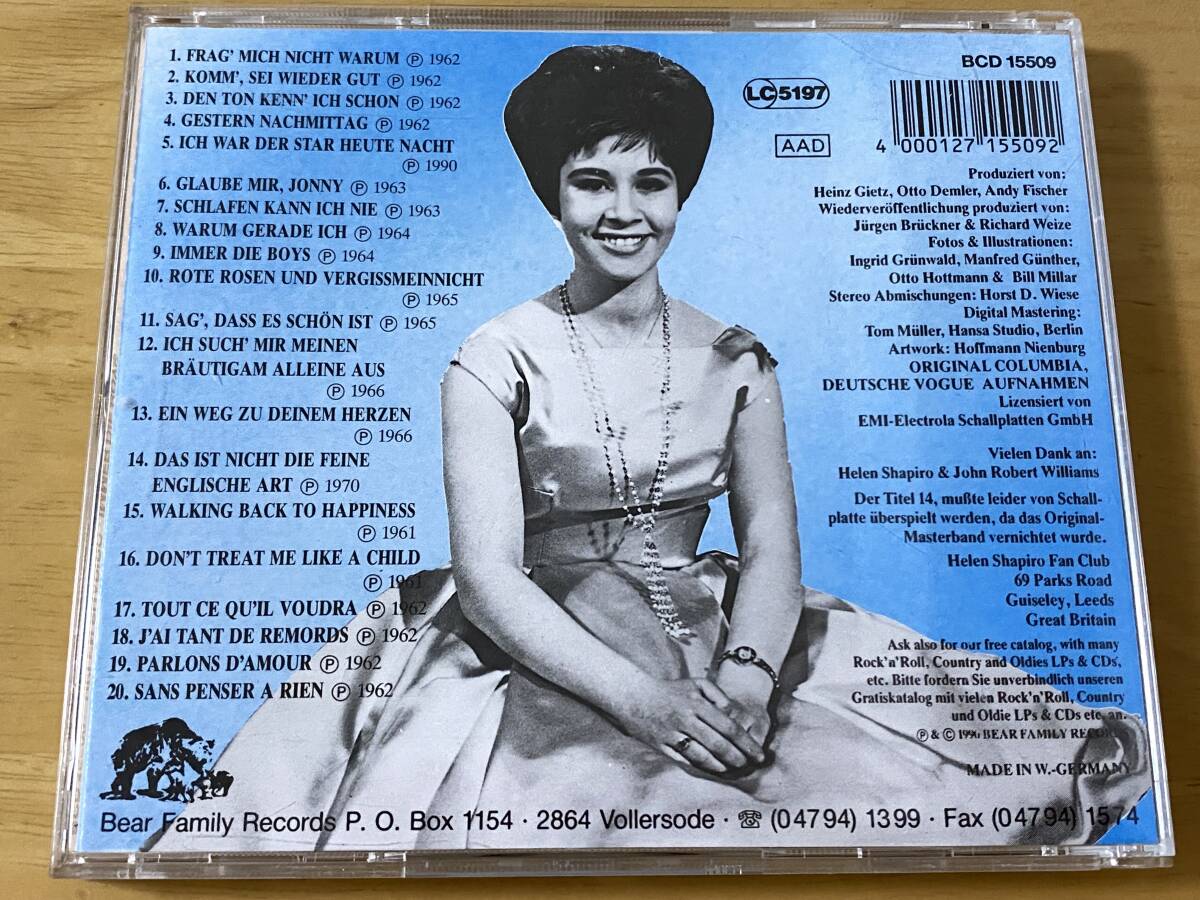 1. FRAG' MICH NICHT WARUM Ⓟ 1962
2. KOMM', SEI WIEDER GUT Ⓟ 1962
3. DEN TON KENN' ICH SCHON Ⓟ 1962
4. GESTERN NACHMITTAG Ⓟ 1962
5. ICH WAR DER STAR HEUTE NACHT
Ⓟ 1990
6. GLAUBE MIR, JONNY Ⓟ 1963
7. SCHLAFEN KANN ICH NIE Ⓟ 1963
8. WARUM GERADE ICH Ⓟ 1964
9. IMMER DIE BOYS Ⓟ 1964
10. ROTE ROSEN UND VERGISSMEINNICHT
Ⓟ 1965
11. SAG', DASS ES SCHÖN IST Ⓟ 1965
12. ICH SUCH' MIR MEINEN
BRÄUTIGAM ALLEINE AUS
Ⓟ 1966
13. EIN WEG ZU DEINEM HERZEN
Ⓟ 1966
14. DAS IST NICHT DIE FEINE
ENGLISCHE ART Ⓟ 1970
15. WALKING BACK TO HAPPINESS
Ⓟ 1961
16. DON'T TREAT ME LIKE A CHILD
Ⓟ 1961
17. TOUT CE QU'IL VOUDRA Ⓟ 1962
18. J'AI TANT DE REMORDS Ⓟ 1962
19. PARLONS D'AMOUR Ⓟ 1962
20. SANS PENSER A RIEN Ⓟ 1962
BCD 15509
LC 5197
AAD
4 000127 155092
Produziert von:
Heinz Gietz, Otto Demler, Andy Fischer
Wiederveröffentlichung produziert von:
Jürgen Brückner & Richard Weize
Fotos & Illustrationen:
Ingrid Grünwald, Manfred Günther,
Otto Hottmann & Bill Millar
Stereo Abmischungen: Horst D. Wiese
Digital Mastering:
Tom Müller, Hansa Studio, Berlin
Artwork: Hoffmann Nienburg
ORIGINAL COLUMBIA,
DEUTSCHE VOGUE AUFNAHMEN
Lizensiert von
EMI-Electrola Schallplatten GmbH
Vielen Dank an:
Helen Shapiro & John Robert Williams
Der Titel 14, mußte leider von Schall-
platte überspielt werden, da das Original-
Masterband vernichtet wurde.
Helen Shapiro Fan Club
69 Parks Road
Guiseley, Leeds
Great Britain
Ask also for our free catalog, with many
Rock'n'Roll, Country and Oldies LPs & CDs,
etc. Bitte fordern Sie unverbindlich unseren
Gratiskatalog mit vielen Rock'n'Roll, Country
und Oldie LPs & CDs etc. an.
Ⓟ & © 1990 BEAR FAMILY RECORDS
MADE IN W.-GERMANY
Bear Family Records P. O. Box 1154 · 2864 Vollersode · ☏ (04794) 1399 · Fax (04794) 1574